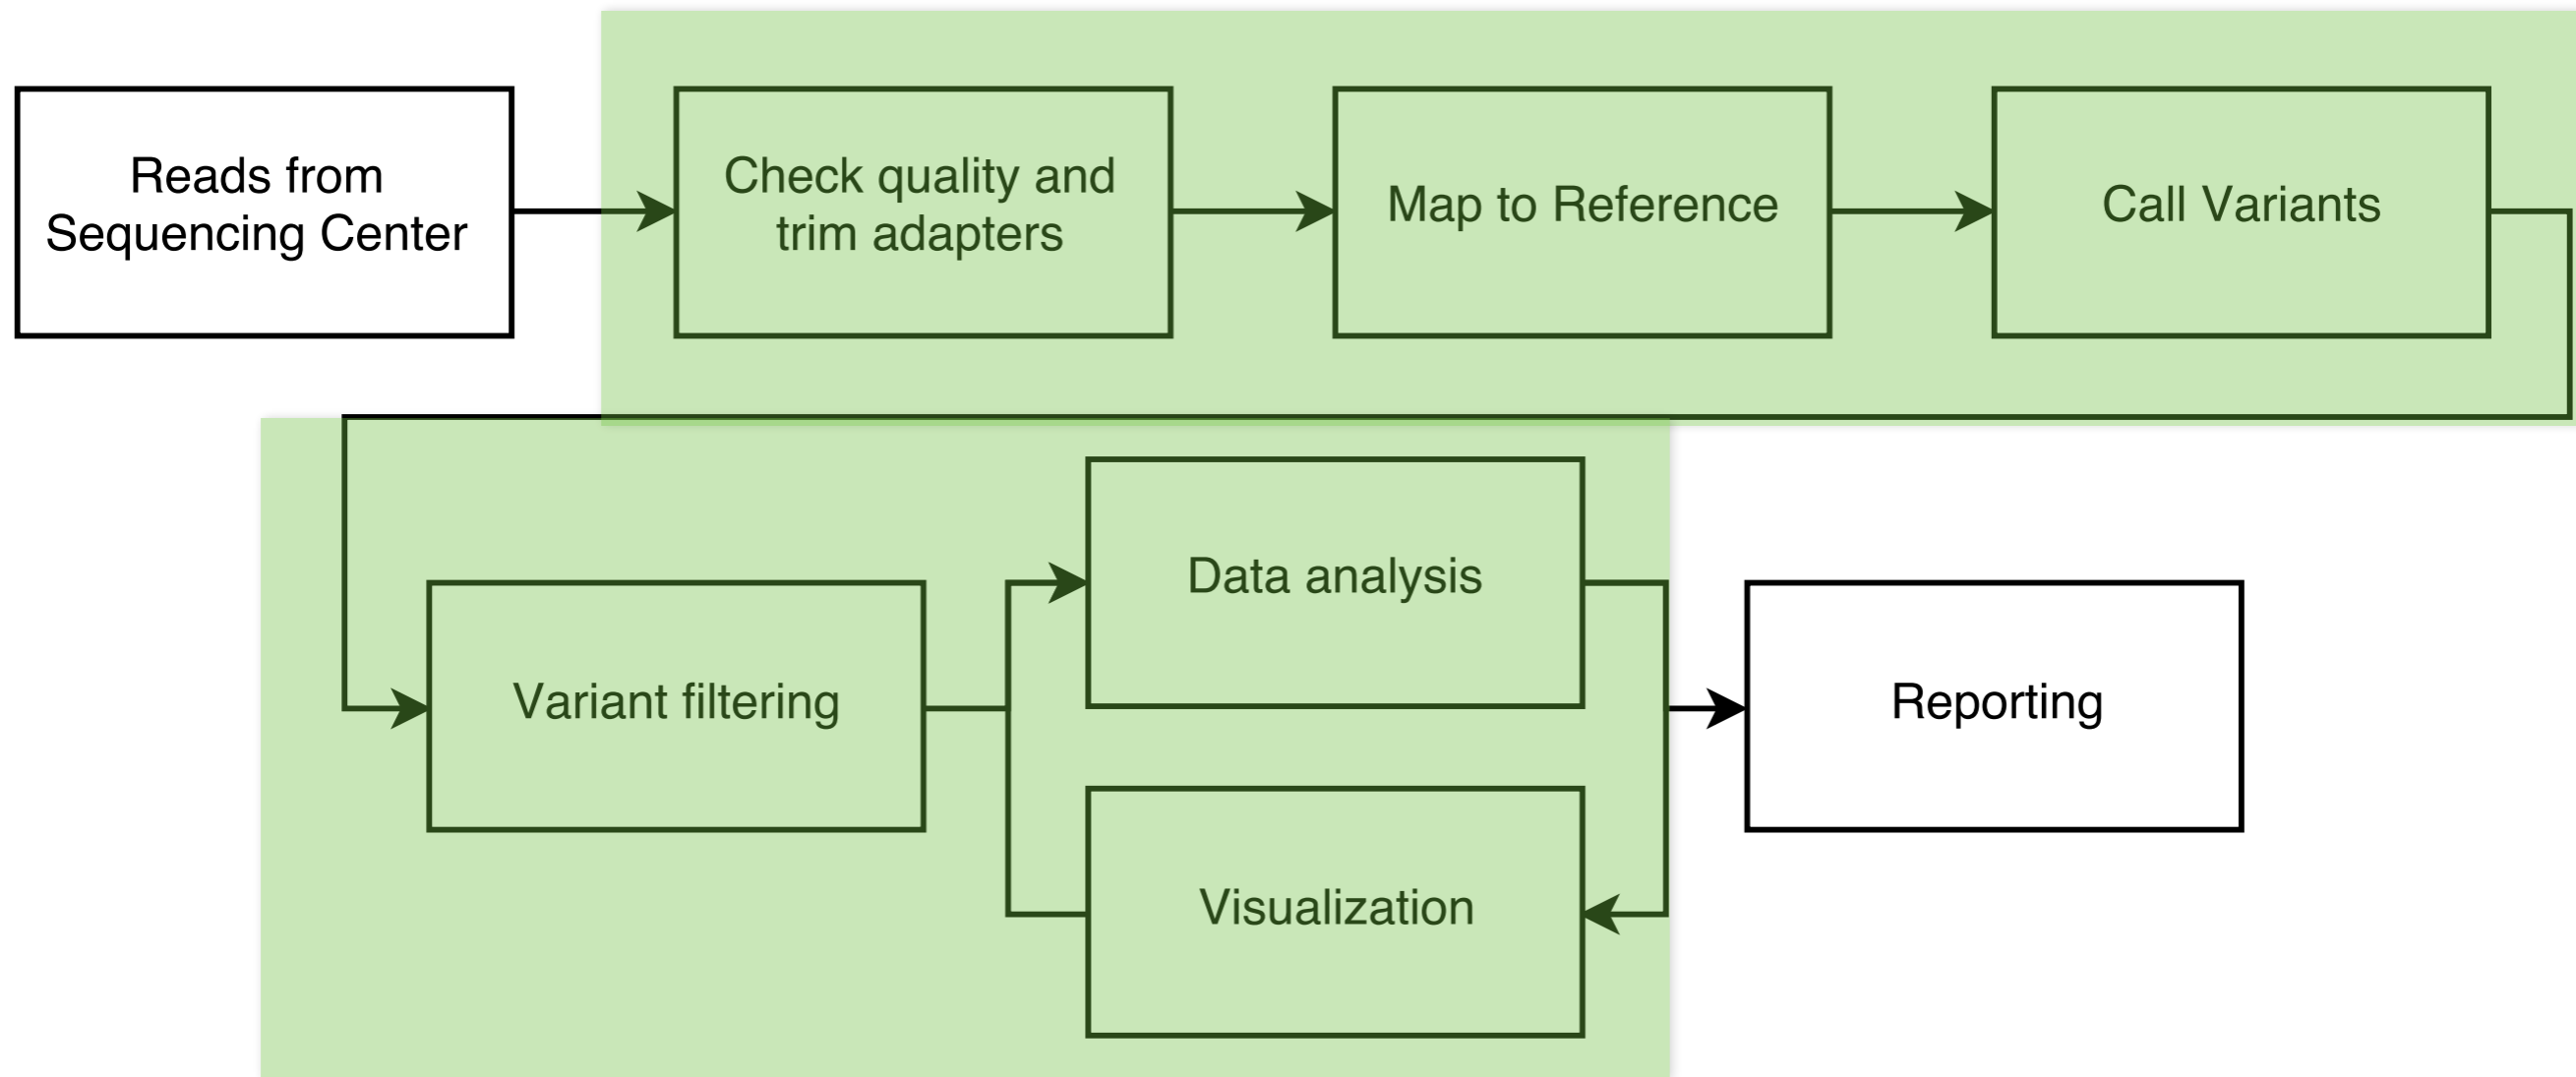 Reads from
Sequencing Center
Check quality and
trim adapters
Map to Reference
Call Variants
Data analysis
Variant filtering
Reporting
Visualization